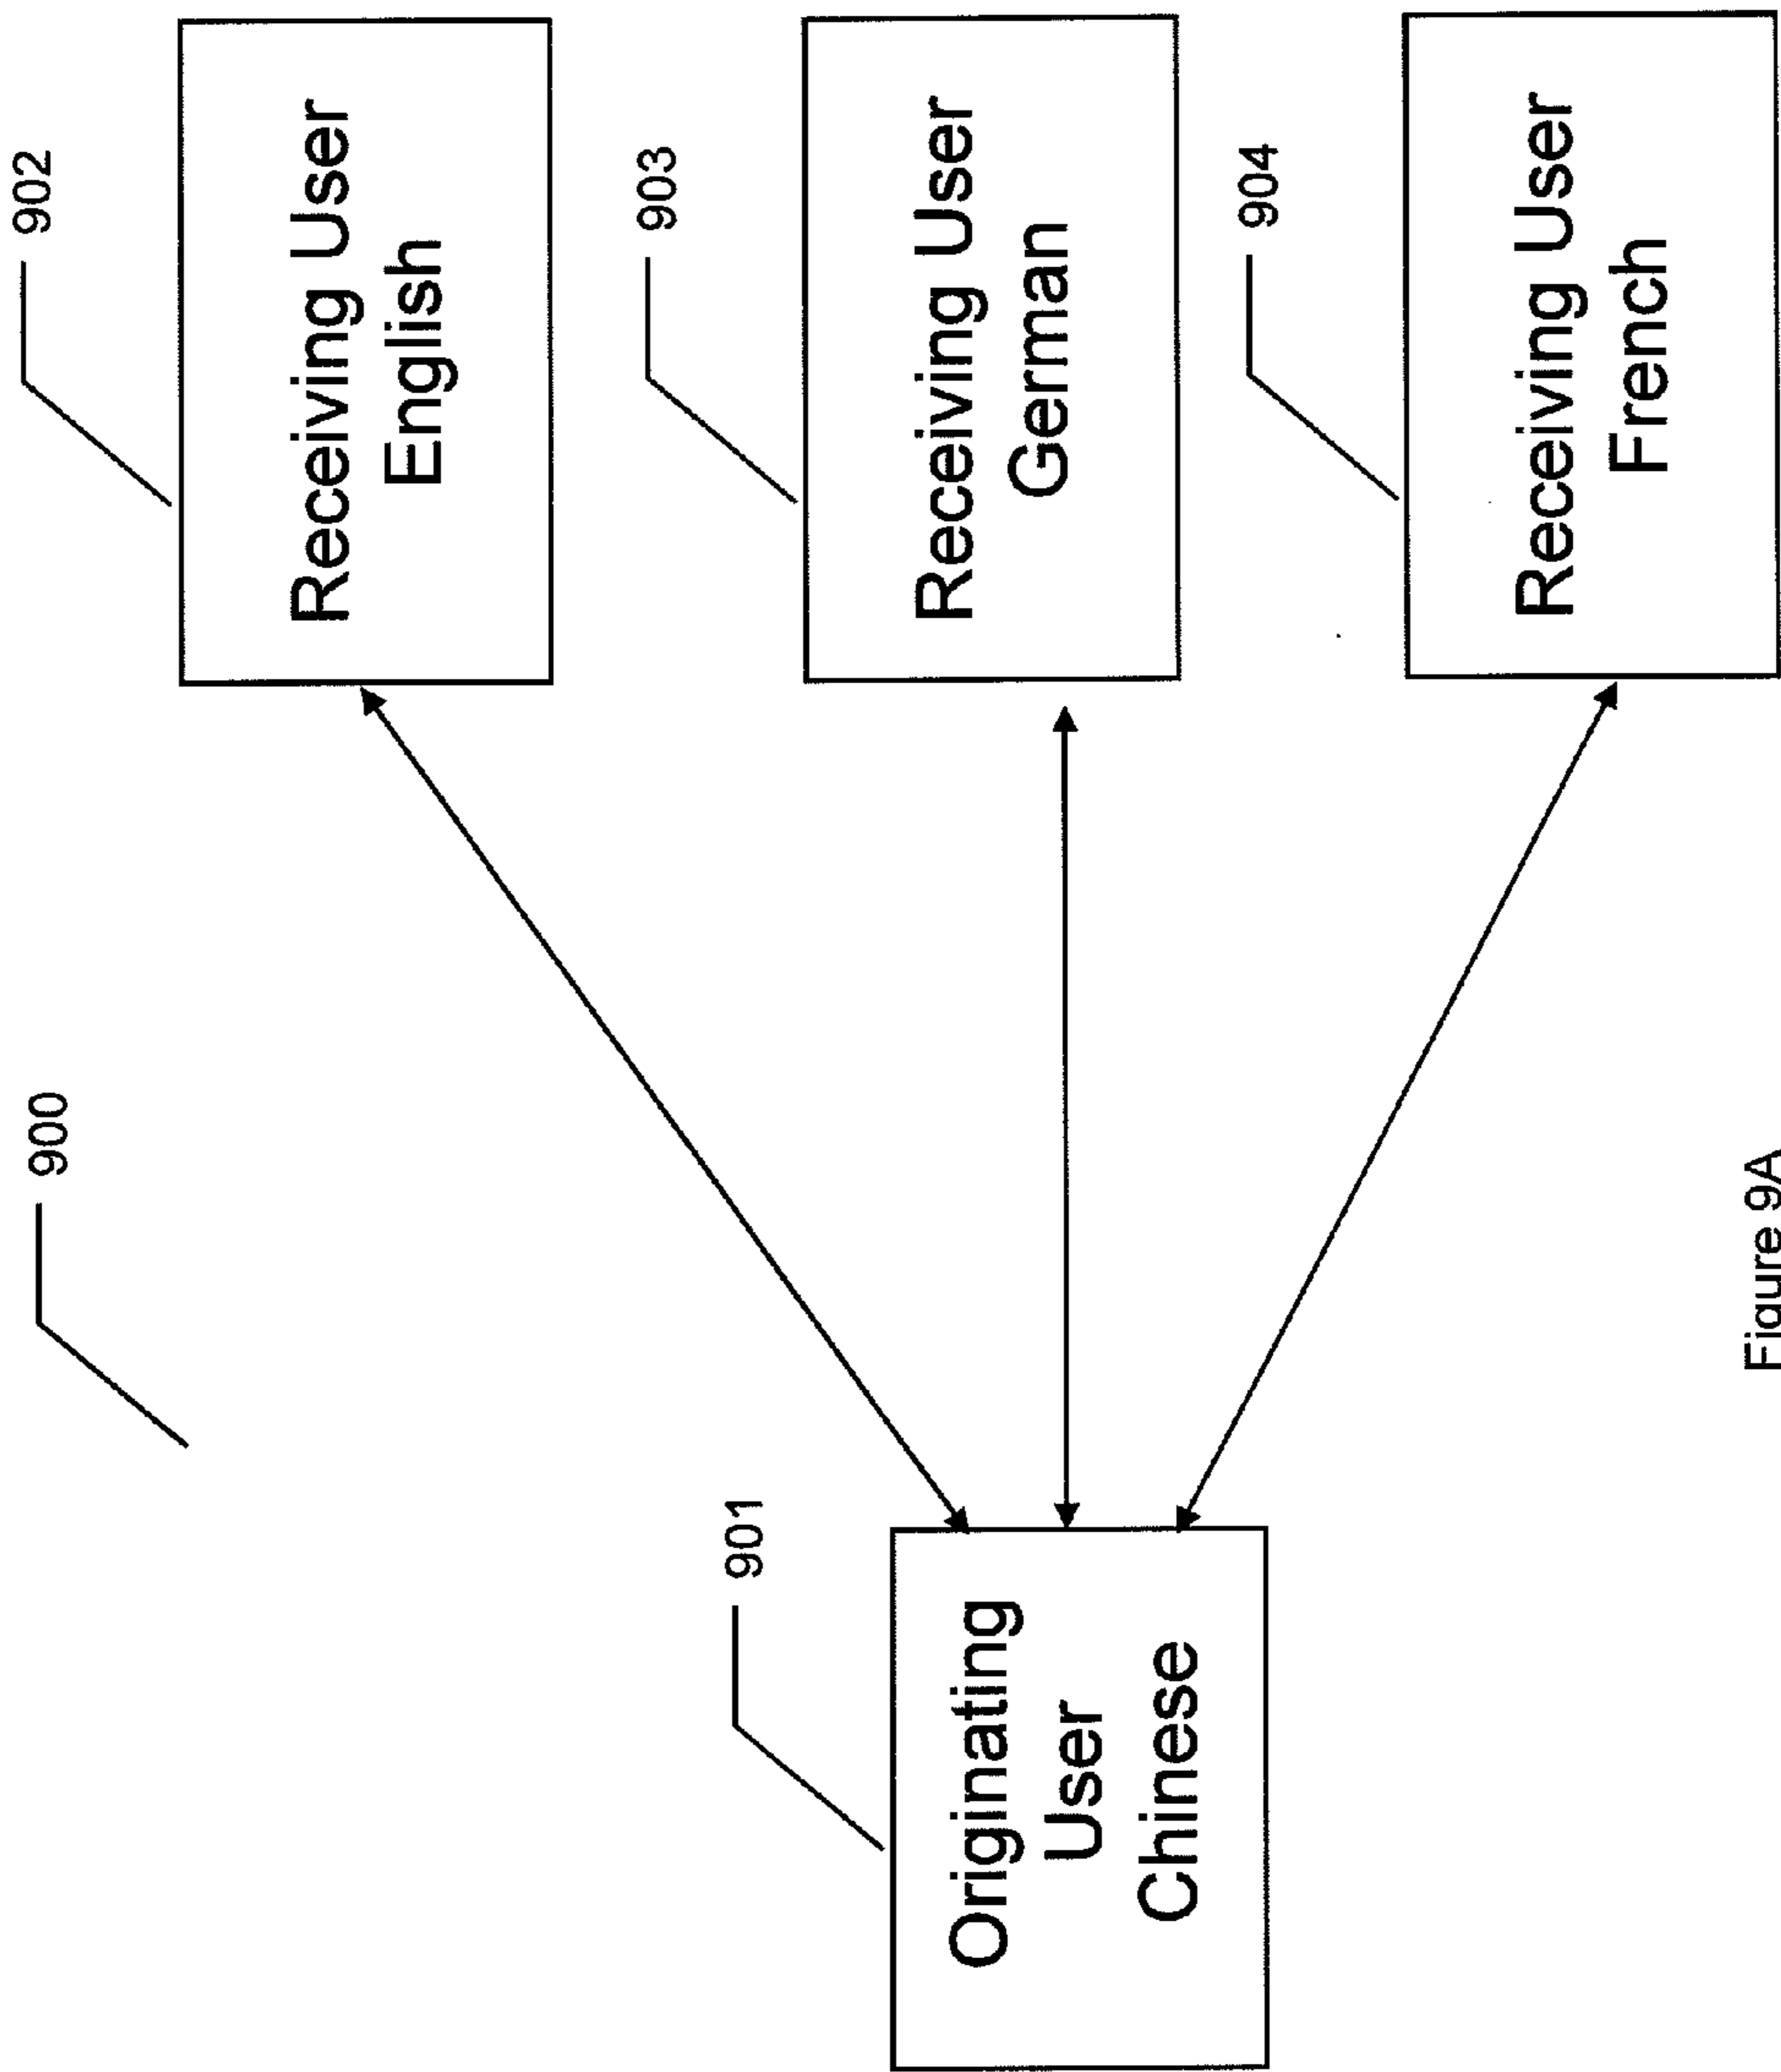 900
902
Receiving User
English
901
Originating
User
Chinese
903
Receiving User
German
904
Receiving User
French
Figure 9A